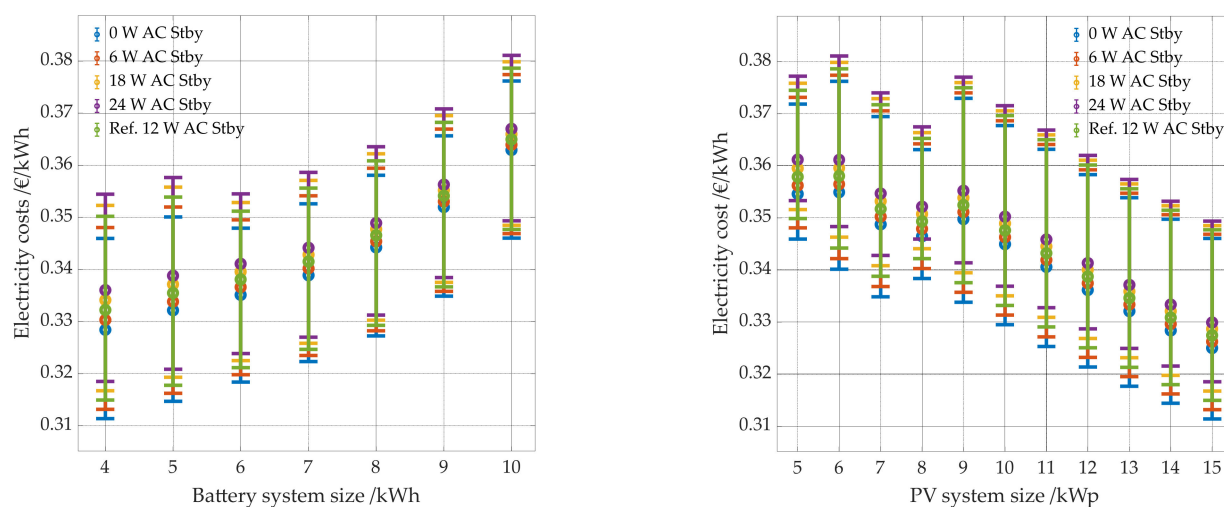 0 W AC Stby
6 W AC Stby
18 W AC Stby
24 W AC Stby
Ref. 12 W AC Stby
Electricity costs /€/kWh
0.38
0.37
0.36
0.35
0.34
0.33
0.32
0.31
4 5 6 7 8 9 10
Battery system size /kWh
0 W AC Stby
6 W AC Stby
18 W AC Stby
24 W AC Stby
Ref. 12 W AC Stby
Electricity cost /€/kWh
0.38
0.37
0.36
0.35
0.34
0.33
0.32
0.31
5 6 7 8 9 10 11 12 13 14 15
PV system size /kWp